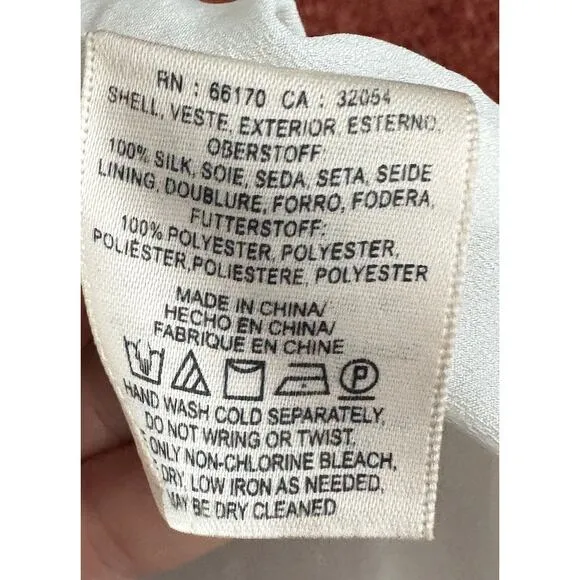 RN : 66170 CA : 32054
SHELL, VESTE, EXTERIOR, ESTERNO,
OBERSTOFF
100% SILK, SOIE, SEDA, SETA, SEIDE
LINING, DOUBLURE, FORRO, FODERA,
FUTTERSTOFF:
100% POLYESTER, POLYESTER,
POLIÉSTER,POLIESTERE, POLYESTER
MADE IN CHINA/
HECHO EN CHINA/
FABRIQUE EN CHINE
P
HAND WASH COLD SEPARATELY,
DO NOT WRING OR TWIST,
ONLY NON-CHLORINE BLEACH,
DRY, LOW IRON AS NEEDED,
MAY BE DRY CLEANED